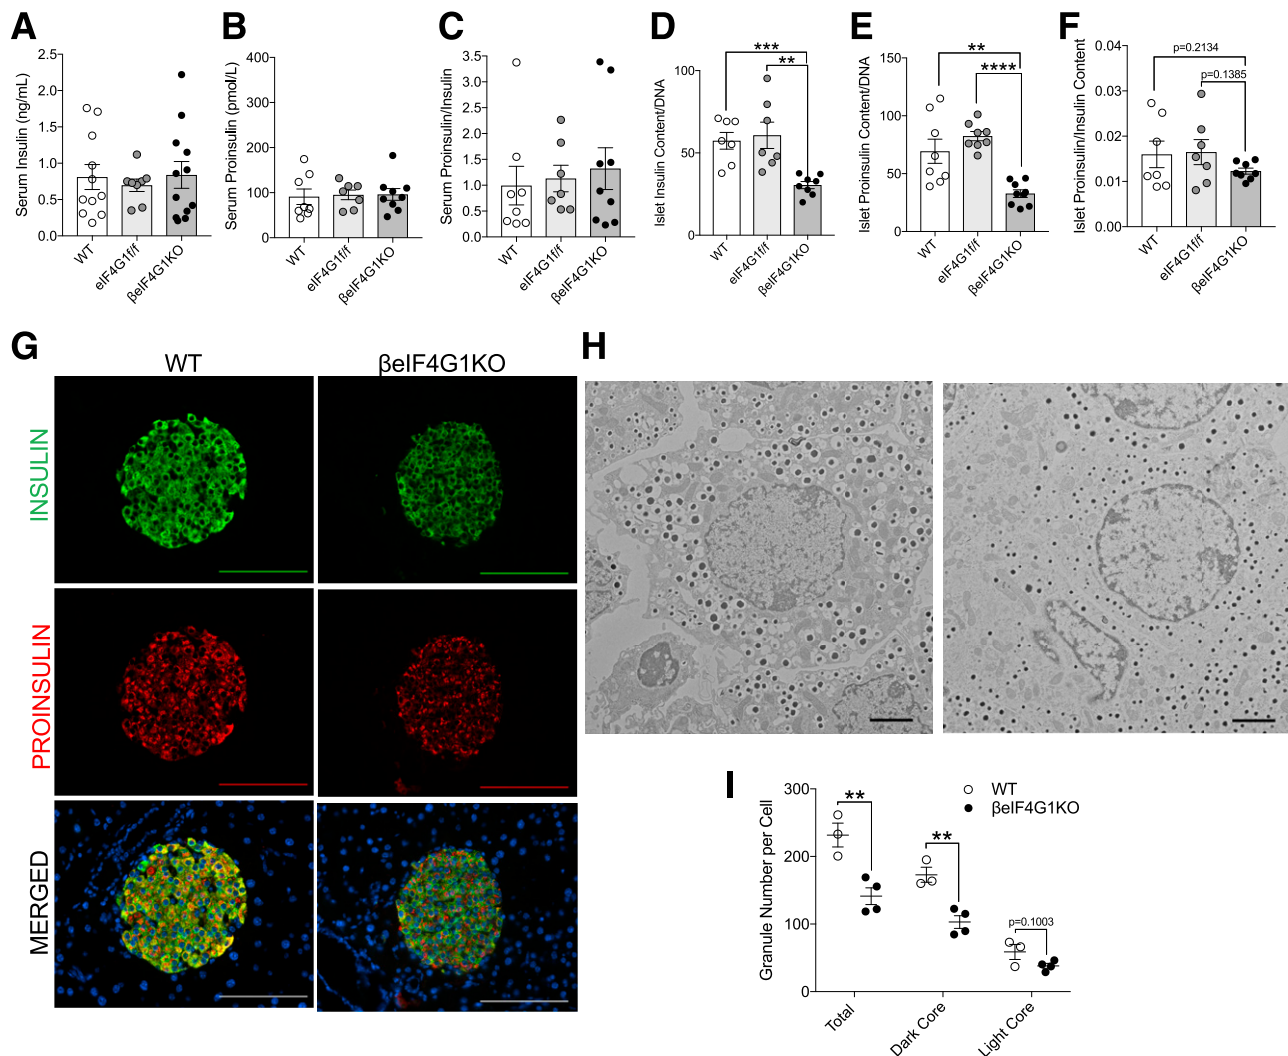 A
Serum Insulin (ng/mL)
2.5
2.0
1.5
1.0
0.5
0.0
WT
eIF4G1f/f
βeIF4G1KO
B
Serum Proinsulin (pmol/L)
400
300
200
100
0
WT
eIF4G1f/f
βeIF4G1KO
C
Serum Proinsulin/Insulin
3.5
3.0
2.5
2.0
1.5
1.0
0.5
0.0
WT
eIF4G1f/f
βeIF4G1KO
D
Islet Insulin Content/DNA
100
50
0
***
**
WT
eIF4G1f/f
βeIF4G1KO
E
Islet Proinsulin Content/DNA
150
100
50
0
**
****
WT
eIF4G1f/f
βeIF4G1KO
F
Islet Proinsulin/Insulin Content
0.04
0.03
0.02
0.01
0.00
p=0.2134
p=0.1385
WT
eIF4G1f/f
βeIF4G1KO
G
WT
βeIF4G1KO
INSULIN
PROINSULIN
MERGED
H
I
Granule Number per Cell
300
200
100
0
WT
βeIF4G1KO
**
**
p=0.1003
Total
Dark Core
Light Core